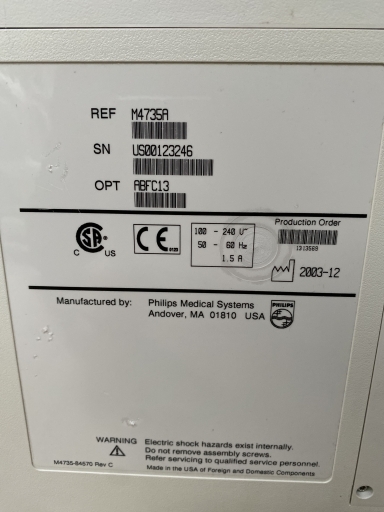 REF M4735A
SN US00123246
OPT ABFC13
Production Order
1313569
SA
C US
CE
100 - 240 V~
50 - 60 Hz
1.5 A
2003-12
Manufactured by: Philips Medical Systems
Andover, MA 01810 USA
PHILIPS
WARNING Electric shock hazards exist internally.
Do not remove assembly screws.
Refer servicing to qualified service personnel.
M4735-84570 Rev C
Made in the USA of Foreign and Domestic Components